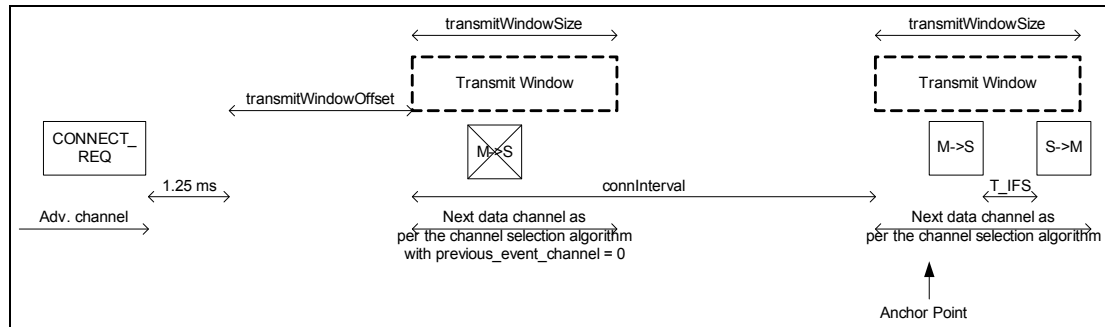 transmitWindowSize
transmitWindowSize
Transmit Window
Transmit Window
transmitWindowOffset
CONNECT_
REQ
M->S
M->S
S->M
1.25 ms
connInterval
T_IFS
Adv. channel
Next data channel as
per the channel selection algorithm
with previous_event_channel = 0
Next data channel as
per the channel selection algorithm
Anchor Point